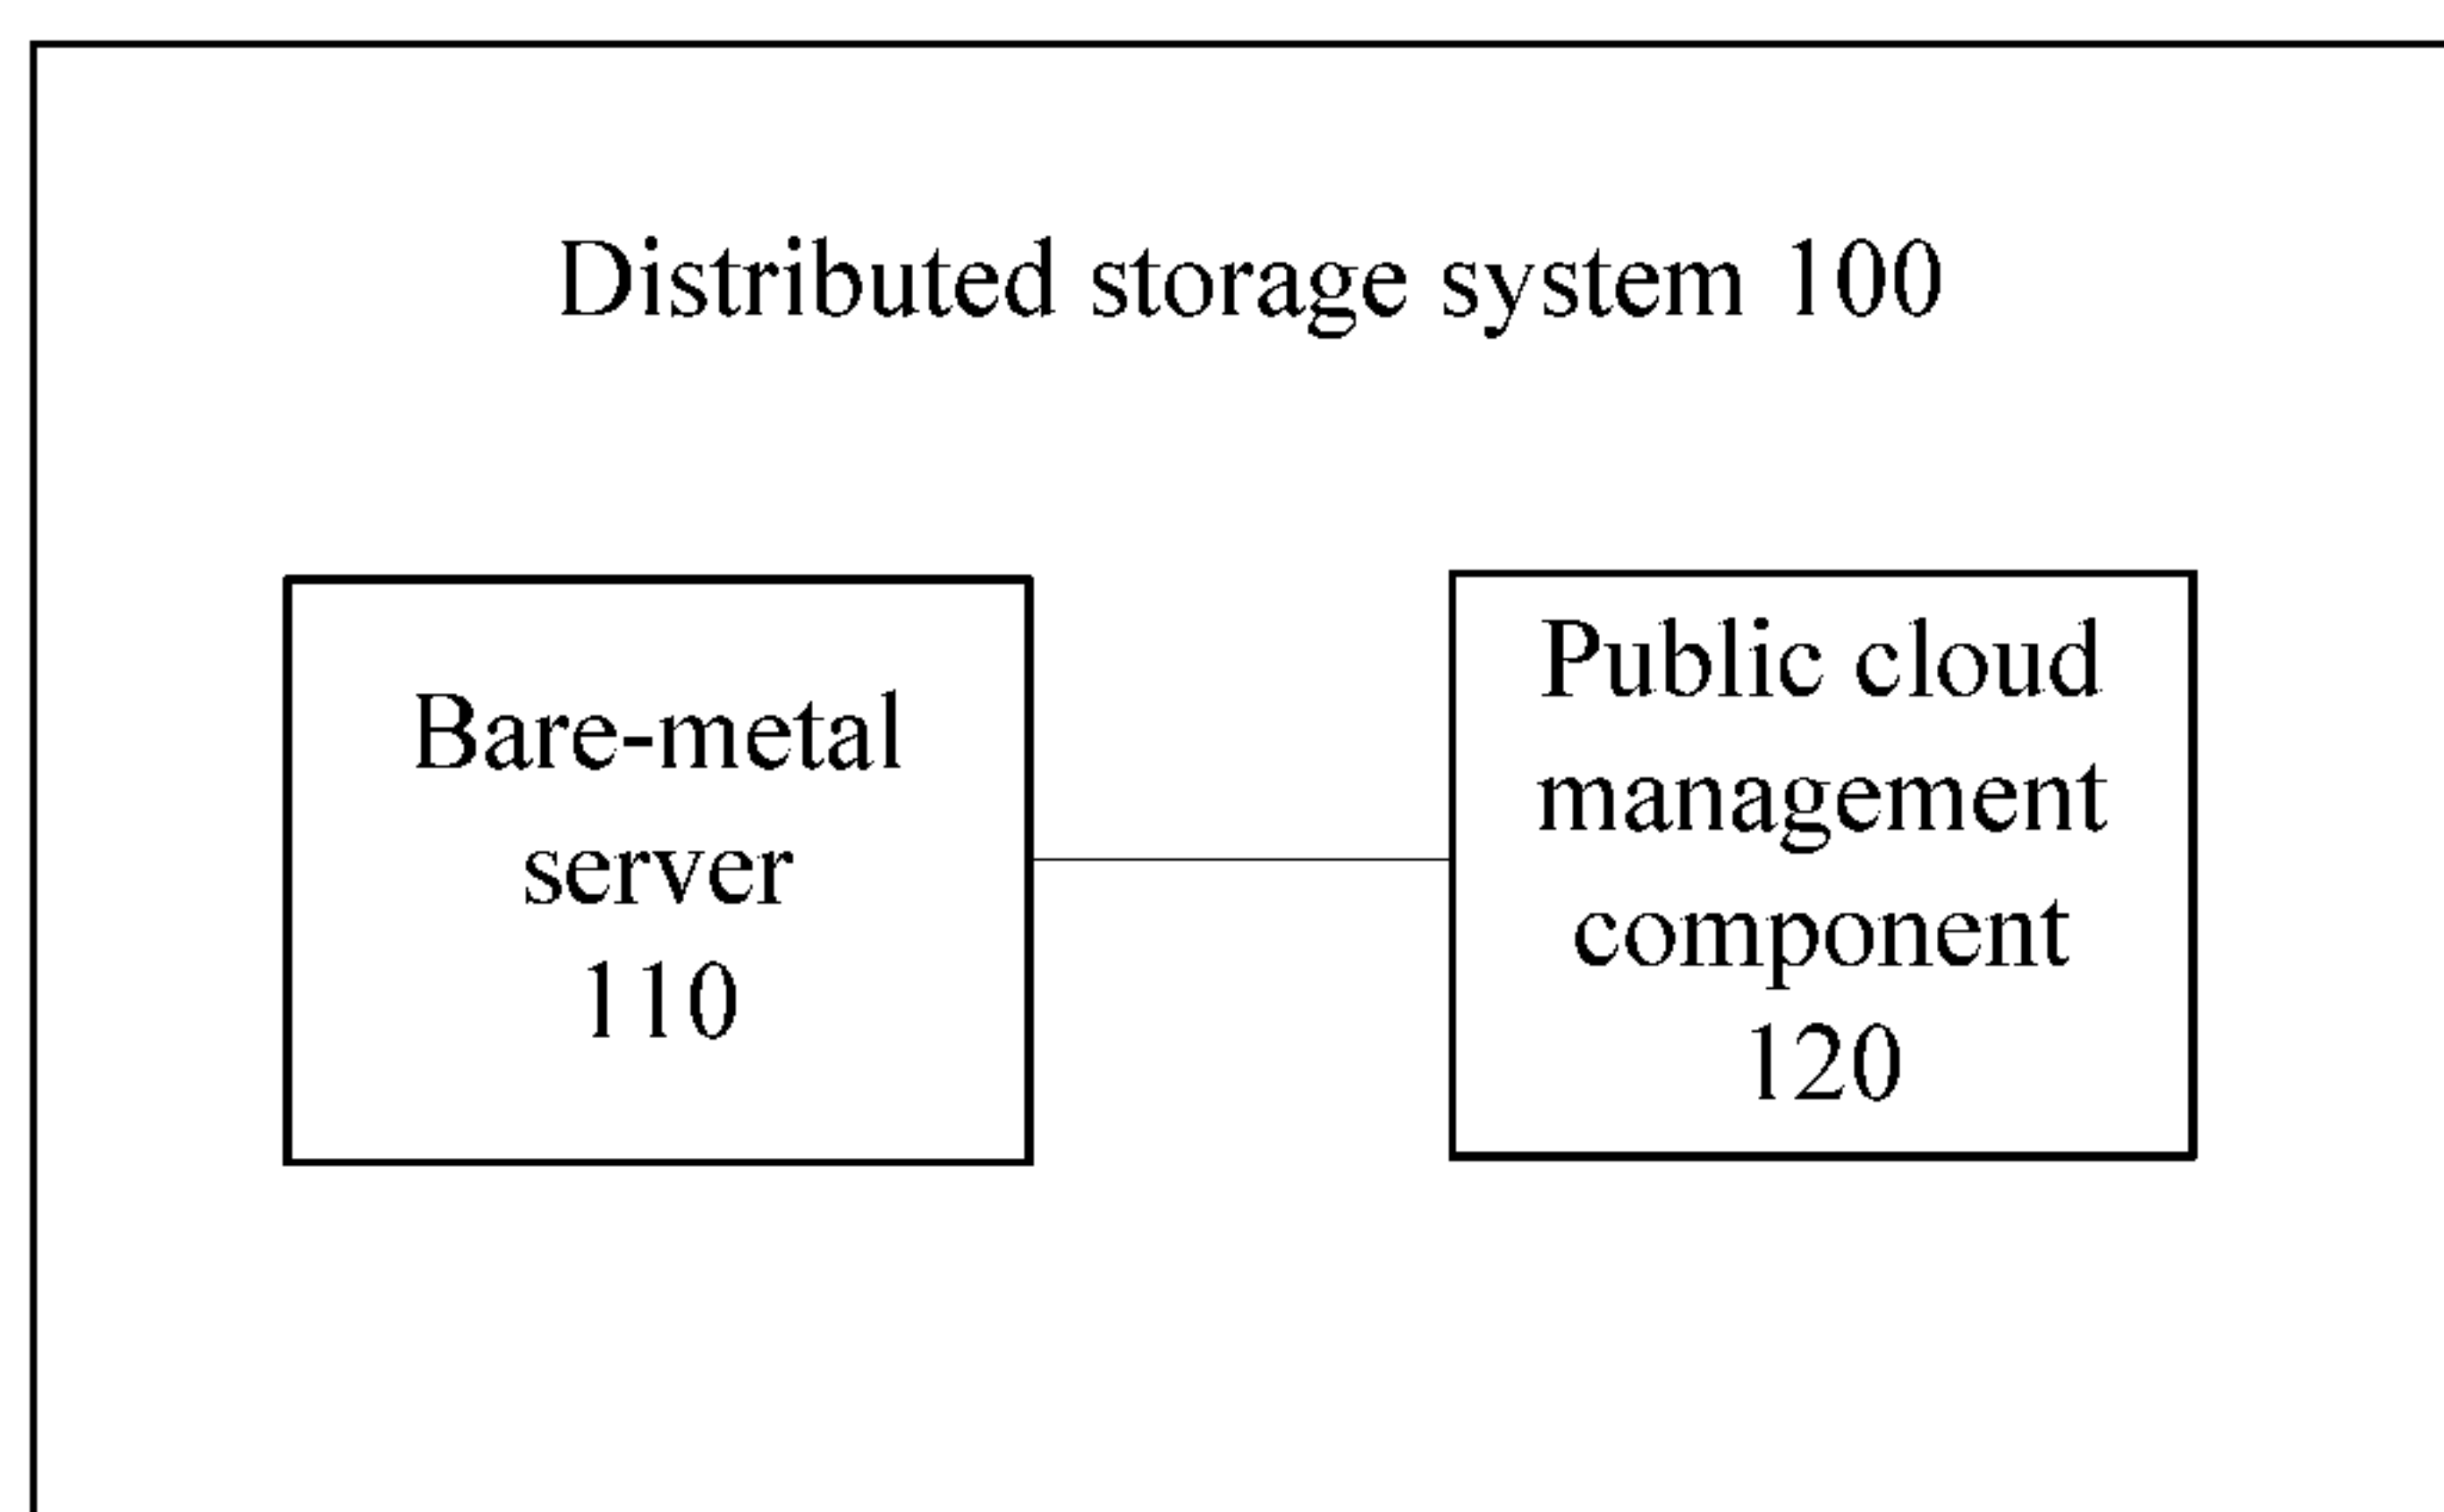 Distributed storage system 100
Bare-metal
server
110
Public cloud
management
component
120